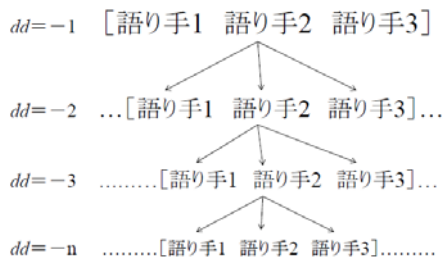 dd=−1 [語り手1 語り手2 語り手3]
dd=−2 …[語り手1 語り手2 語り手3]…
dd=−3 ………[語り手1 語り手2 語り手3]…
dd=−n ………[語り手1 語り手2 語り手3]………